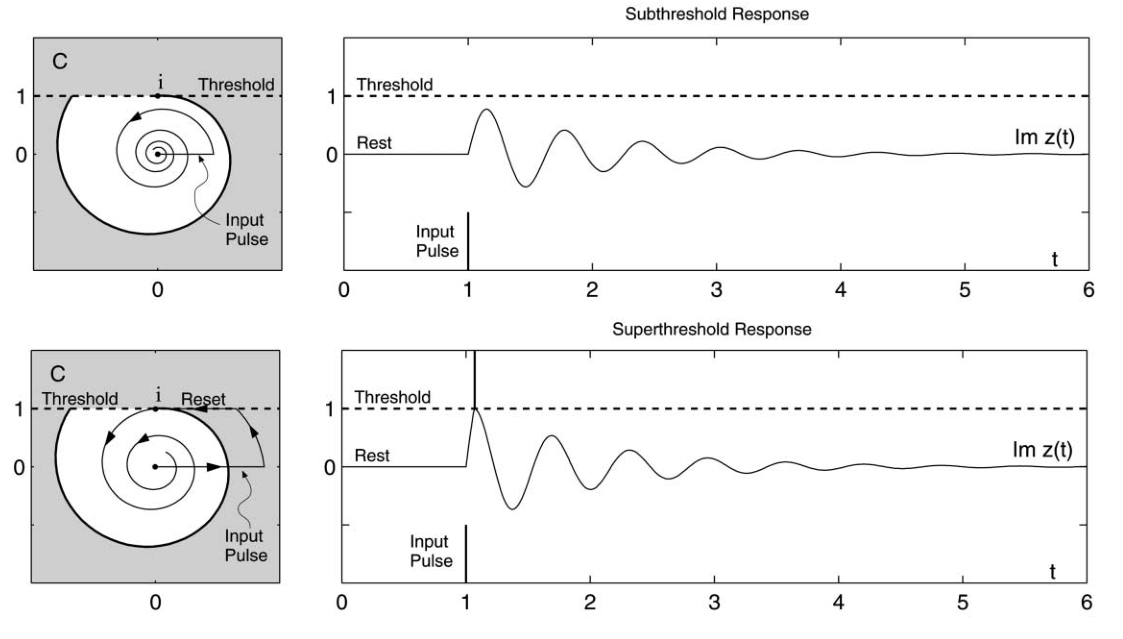 Subthreshold Response
C
i
Threshold
1
0
Input
Pulse
0
Threshold
1
Rest
0
Im z(t)
Input
Pulse
t
0 1 2 3 4 5 6
Superthreshold Response
C
Threshold i Reset
1
0
Input
Pulse
0
Threshold
1
Rest
0
Im z(t)
Input
Pulse
t
0 1 2 3 4 5 6